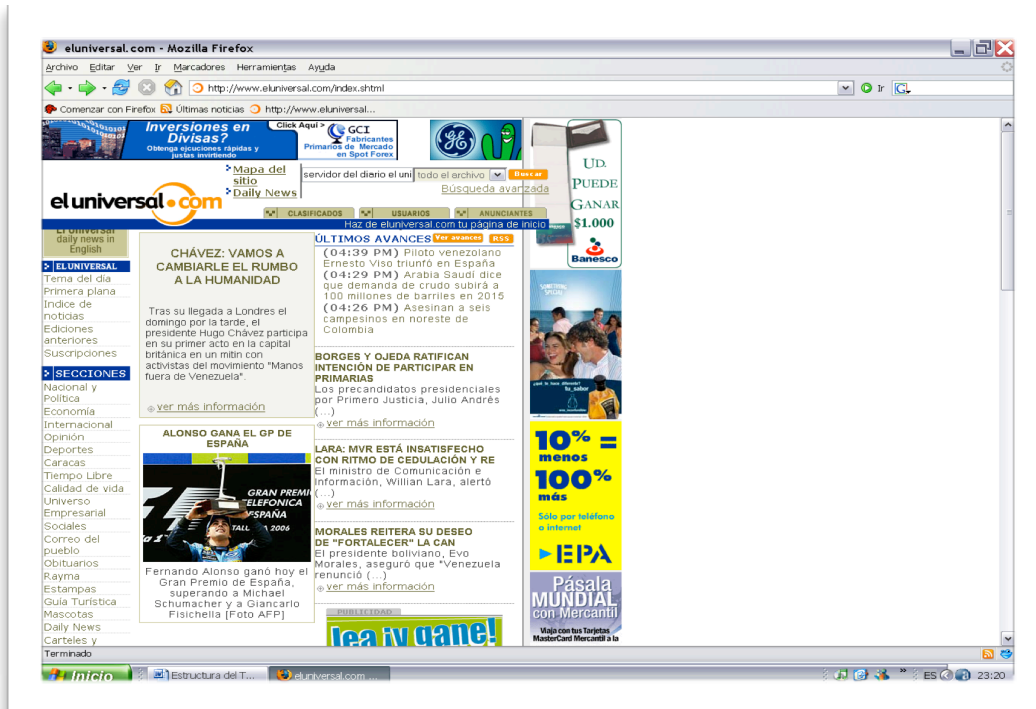 eluniversal.com - Mozilla Firefox
Archivo Editar Ver Ir Marcadores Herramientas Ayuda
http://www.eluniversal.com/index.shtml
Ir
Comenzar con Firefox Últimas noticias http://www.eluniversal...
Inversiones en
Divisas?
Obtenga ejecuciones rápidas y
justas invirtiendo
Click Aquí >
GCI
Fabricantes
Primarios de Mercado
en Spot Forex
Mapa del
sitio
Daily News
servidor del diario el uni
todo el archivo
Buscar
Búsqueda avanzada
eluniversal.com
CLASIFICADOS
USUARIOS
ANUNCIANTES
Haz de eluniversal.com tu página de inicio
El Universal
daily news in
English
EL UNIVERSAL
Tema del día
Primera plana
Indice de
noticias
Ediciones
anteriores
Suscripciones
SECCIONES
Nacional y
Política
Economía
Internacional
Opinión
Deportes
Caracas
Tiempo Libre
Calidad de vida
Universo
Empresarial
Sociales
Correo del
pueblo
Obituarios
Rayma
Estampas
Guía Turística
Mascotas
Daily News
Carteles y
CHÁVEZ: VAMOS A
CAMBIARLE EL RUMBO
A LA HUMANIDAD
Tras su llegada a Londres el
domingo por la tarde, el
presidente Hugo Chávez participa
en su primer acto en la capital
británica en un mitin con
activistas del movimiento "Manos
fuera de Venezuela".
ver más información
ALONSO GANA EL GP DE
ESPAÑA
GRAN PREMI
TELEFONICA
ESPAÑA
2006
Fernando Alonso ganó hoy el
Gran Premio de España,
superando a Michael
Schumacher y a Giancarlo
Fisichella [Foto AFP]
ÚLTIMOS AVANCES Ver avances RSS
(04:39 PM) Piloto venezolano
Ernesto Viso triunfó en España
(04:29 PM) Arabia Saudí dice
que demanda de crudo subirá a
100 millones de barriles en 2015
(04:26 PM) Asesinan a seis
campesinos en noreste de
Colombia
BORGES Y OJEDA RATIFICAN
INTENCIÓN DE PARTICIPAR EN
PRIMARIAS
Los precandidatos presidenciales
por Primero Justicia, Julio Andrés
(...)
ver más información
LARA: MVR ESTÁ INSATISFECHO
CON RITMO DE CEDULACIÓN Y RE
El ministro de Comunicación e
Información, Willian Lara, alertó
(...)
ver más información
MORALES REITERA SU DESEO
DE "FORTALECER" LA CAN
El presidente boliviano, Evo
Morales, aseguró que "Venezuela
renunció (...)
ver más información
PUBLICIDAD
lea ¡y gane!
UD.
PUEDE
GANAR
$1.000
Banesco
10% =
menos
100%
más
Sólo por teléfono
o internet
EPA
Pásala
MUNDIAL
con Mercantil
Viaja con tus Tarjetas
MasterCard Mercantil a la
Terminado
Inicio
Estructura del T...
eluniversal.com ...
ES
23:20